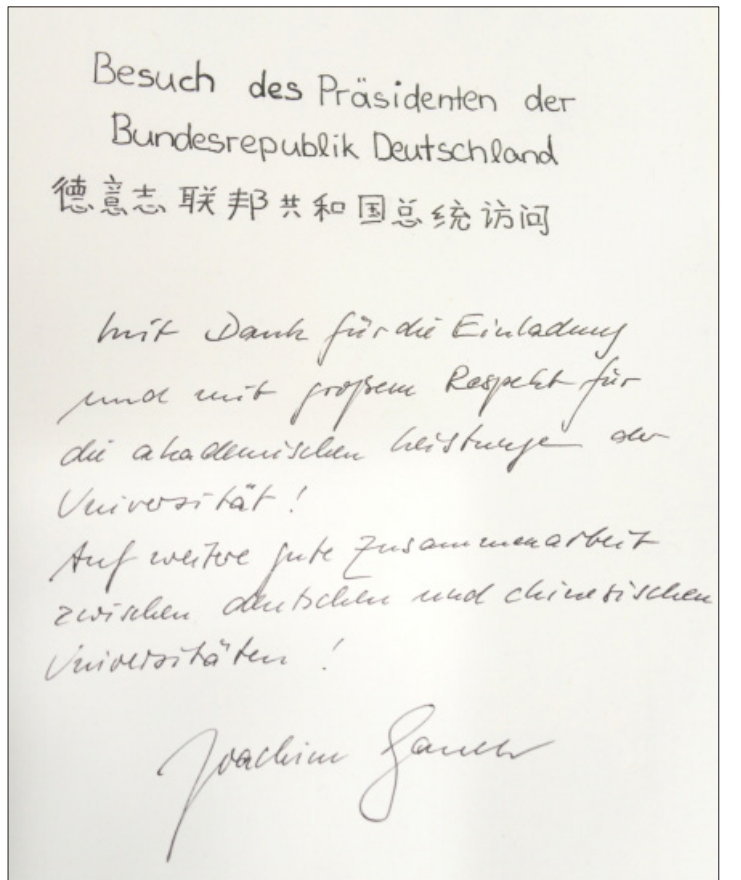 Besuch des Präsidenten der
Bundesrepublik Deutschland
德意志联邦共和国总统访问
Mit Dank für die Einladung
und mit großem Respekt für
die akademischen Leistungen der
Universität!
Auf weitere gute Zusammenarbeit
zwischen deutschen und chinesischen
Universitäten!
Joachim Gauck